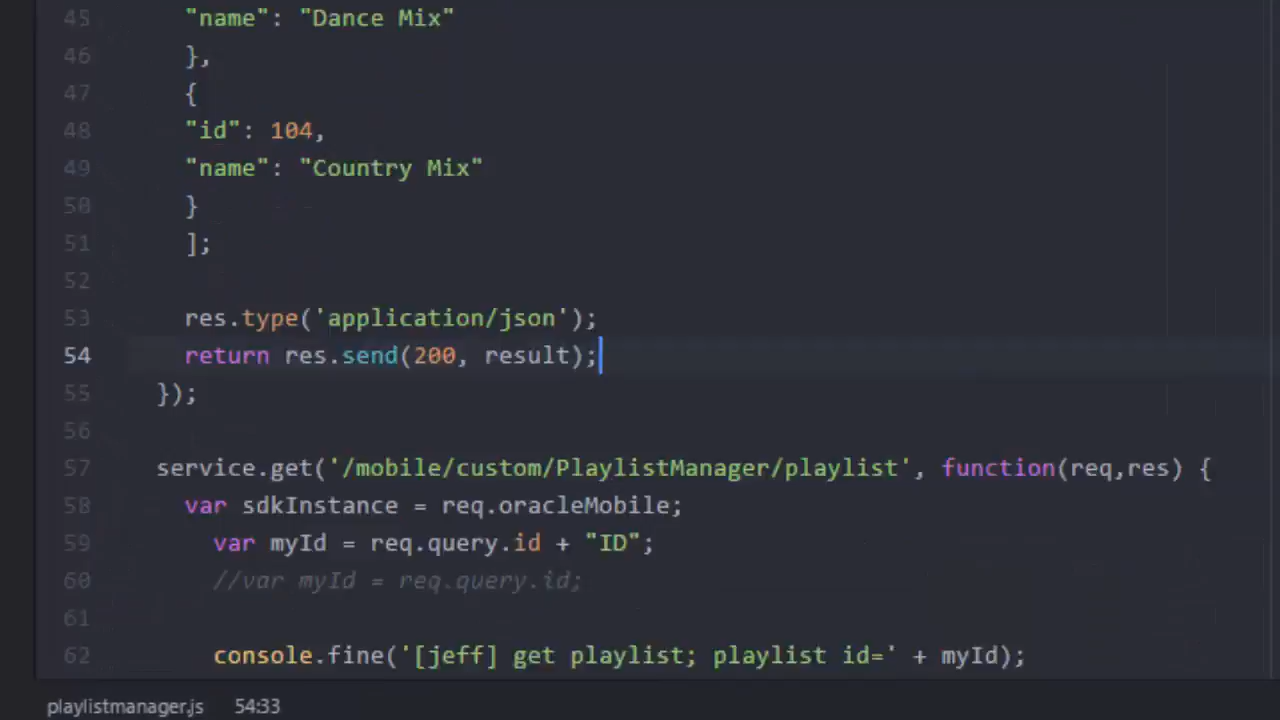 45 "name": "Dance Mix"
46 },
47 {
48 "id": 104,
49 "name": "Country Mix"
50 }
51 ];
52
53 res.type('application/json');
54 return res.send(200, result);
55 });
56
57 service.get('/mobile/custom/PlaylistManager/playlist', function(req,res) {
58 var sdkInstance = req.oracleMobile;
59 var myId = req.query.id + "ID";
60 //var myId = req.query.id;
61
62 console.fine('[jeff] get playlist; playlist id=' + myId);
playlistmanager.js 54:33